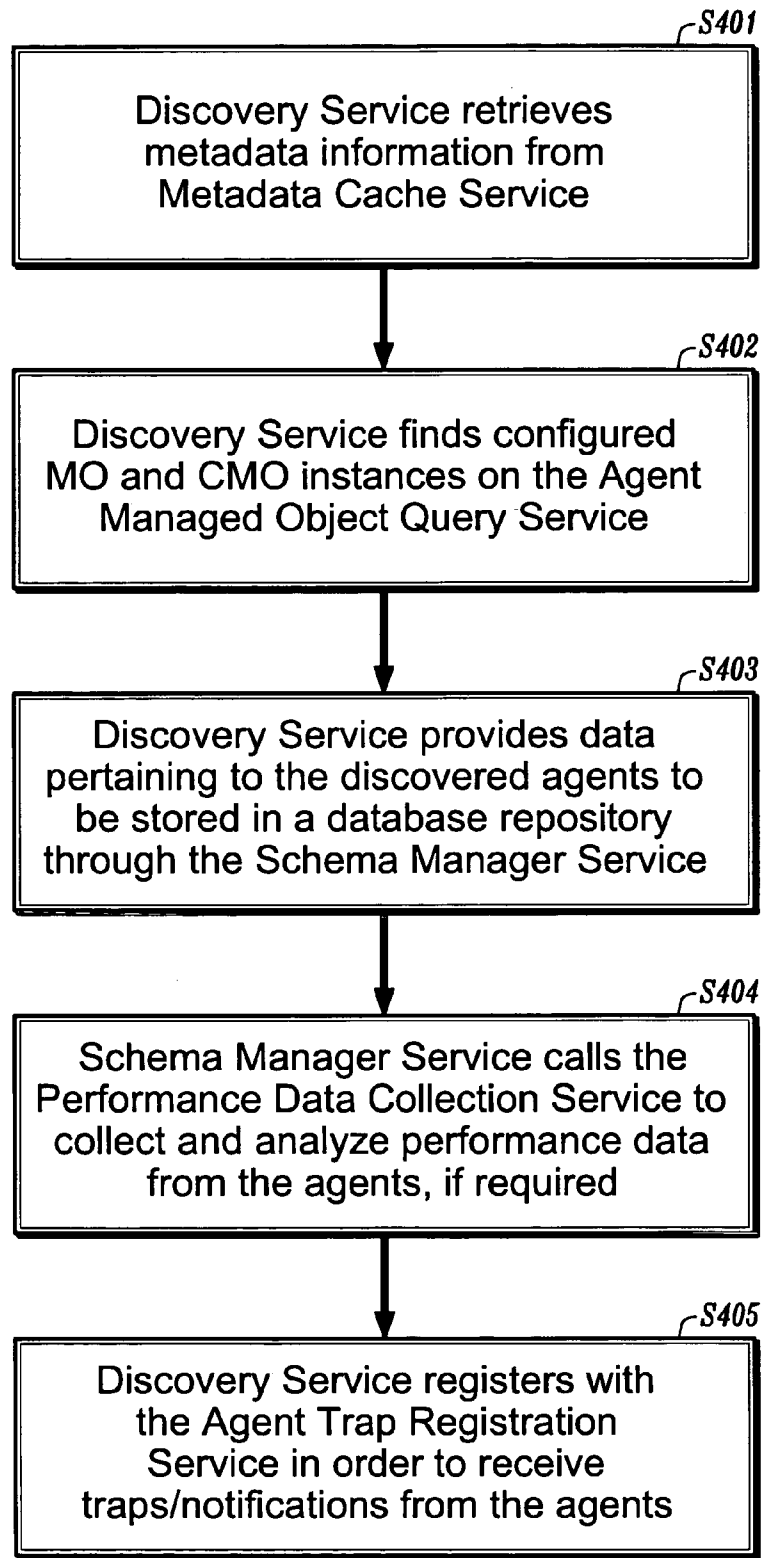 S401
Discovery Service retrieves
metadata information from
Metadata Cache Service
S402
Discovery Service finds configured
MO and CMO instances on the Agent
Managed Object Query Service
S403
Discovery Service provides data
pertaining to the discovered agents to
be stored in a database repository
through the Schema Manager Service
S404
Schema Manager Service calls the
Performance Data Collection Service to
collect and analyze performance data
from the agents, if required
S405
Discovery Service registers with
the Agent Trap Registration
Service in order to receive
traps/notifications from the agents